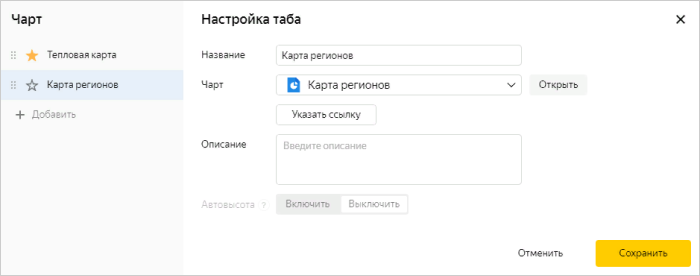 Чарт
Тепловая карта
Карта регионов
Добавить
Настройка таба
Название
Карта регионов
Чарт
Карта регионов
Открыть
Указать ссылку
Описание
Введите описание
Автовысота ?
Включить
Выключить
Отменить
Сохранить